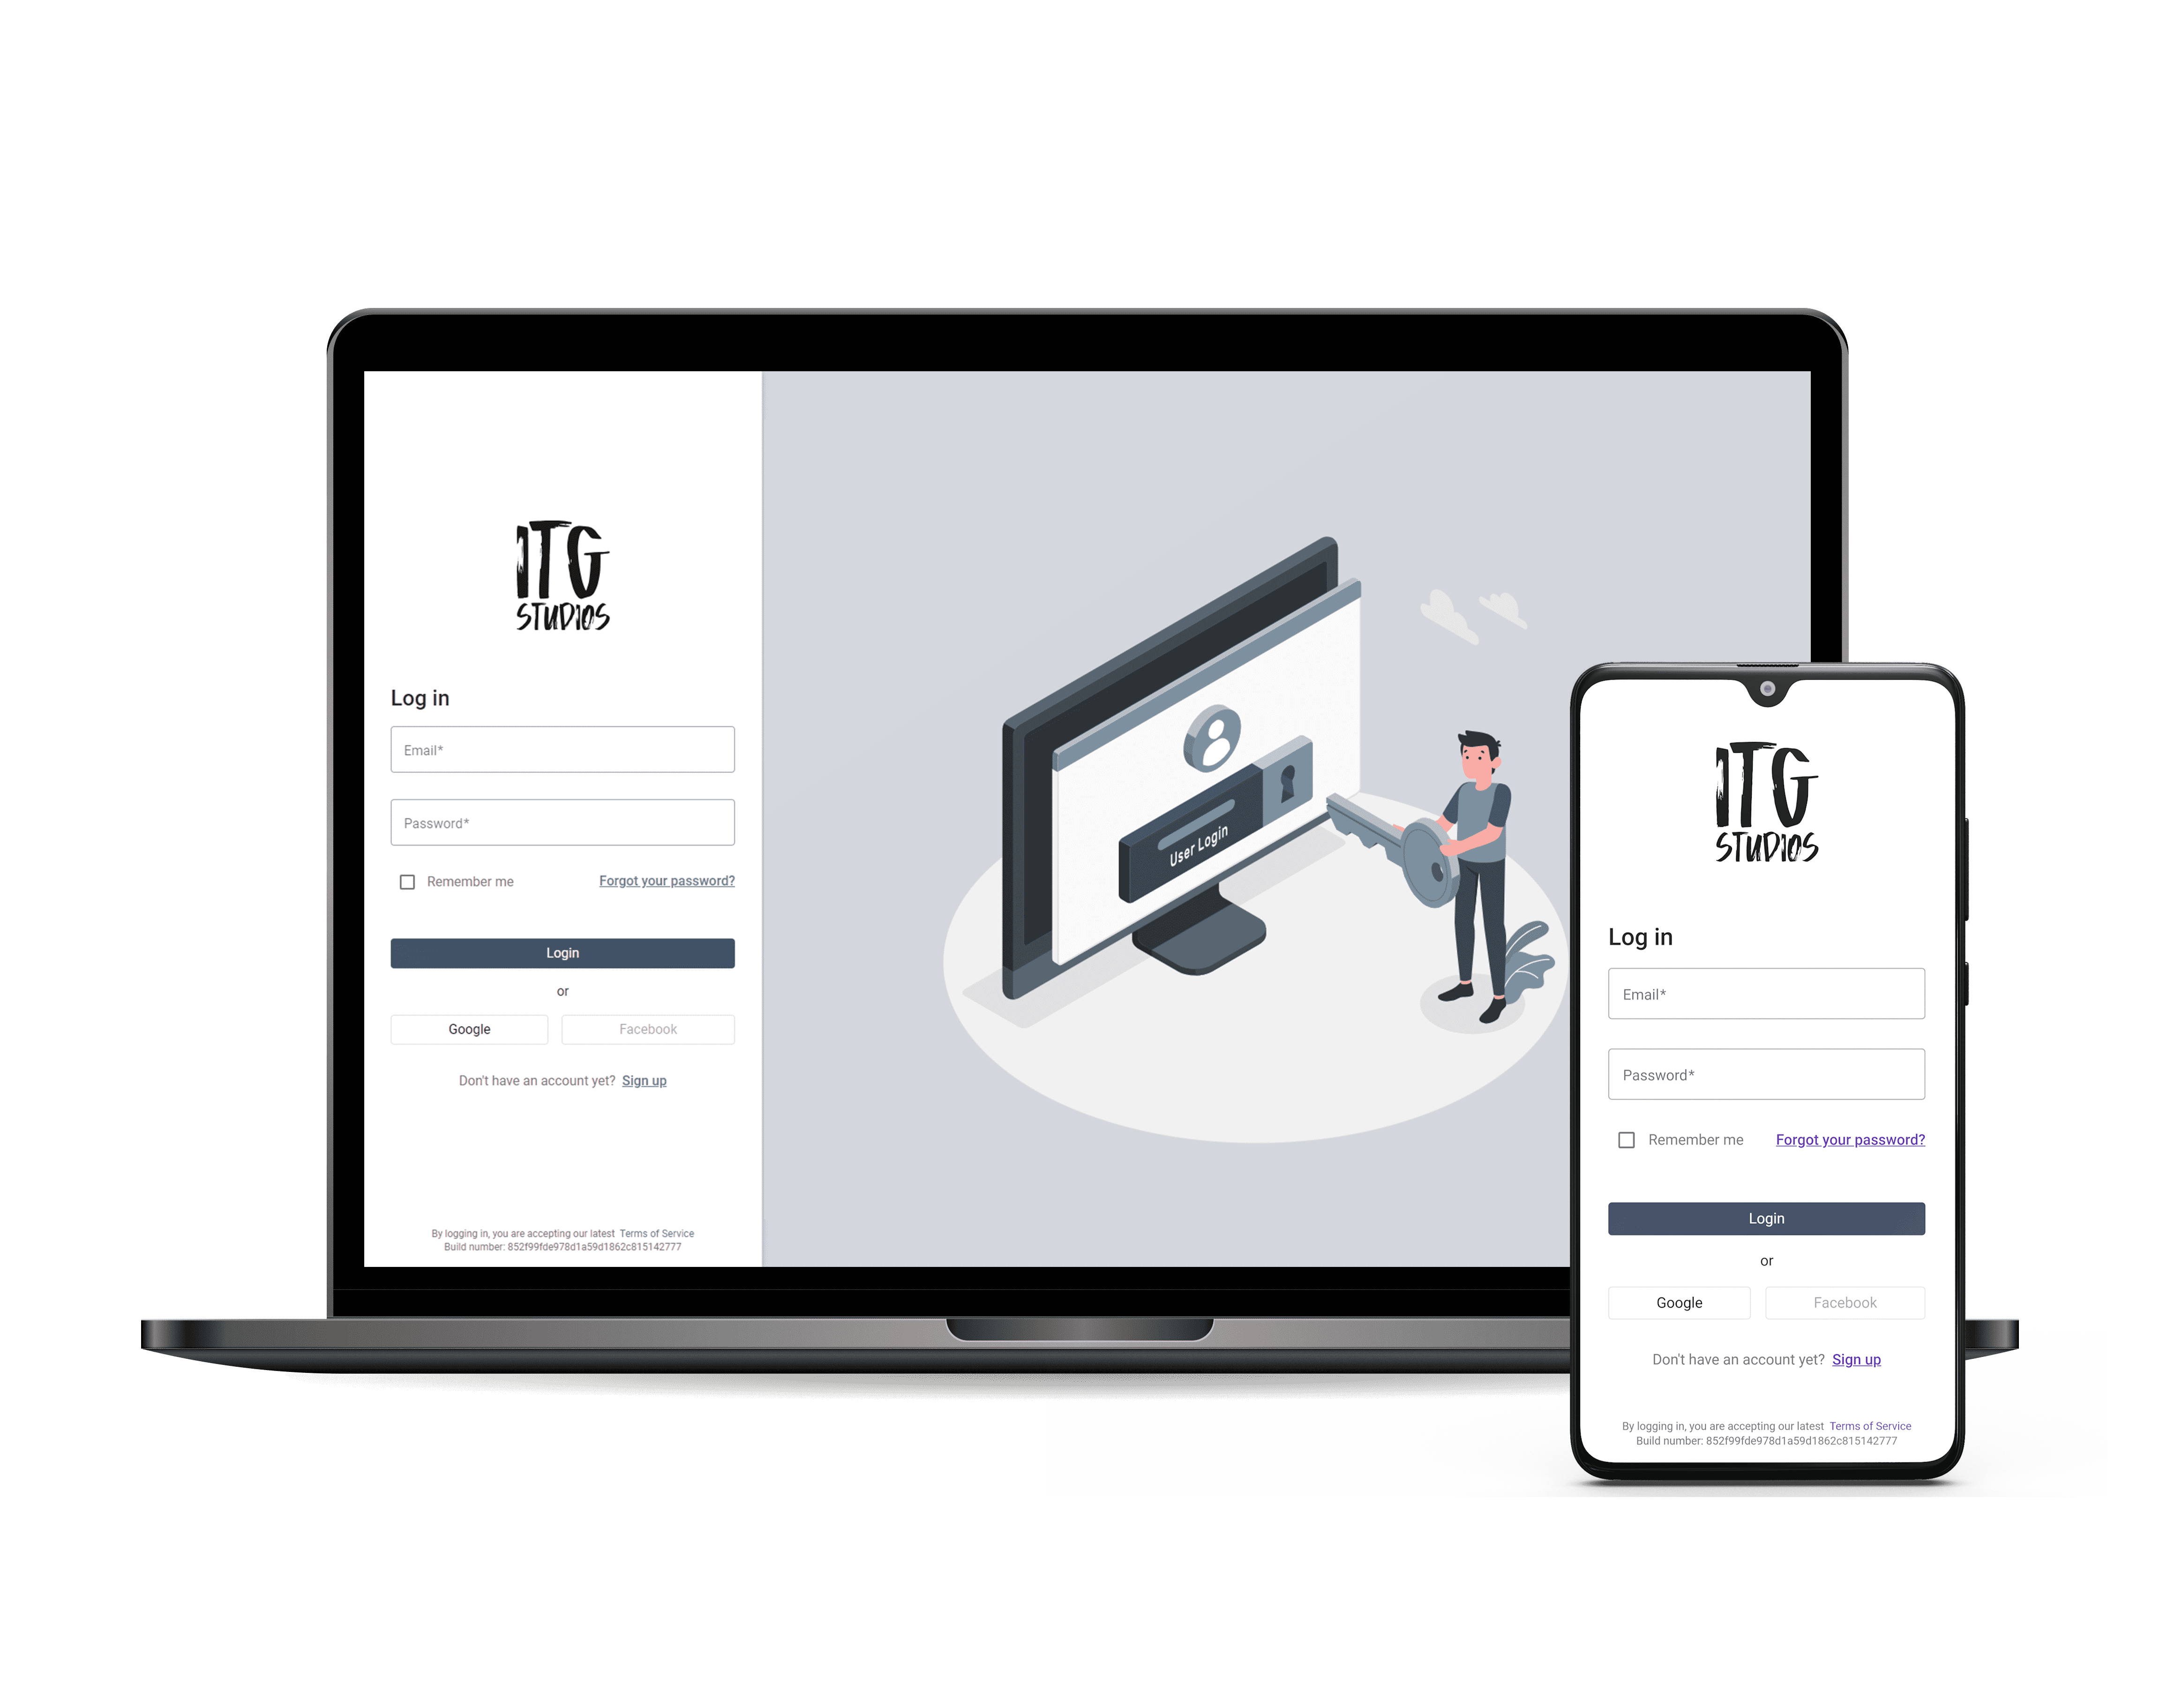 ITG
STUDIOS
Log in
Email*
Password*
Remember me Forgot your password?
Login
or
Google Facebook
Don't have an account yet? Sign up
By logging in, you are accepting our latest Terms of Service
Build number: 852f99fde978d1a59d1862c815142777
User Login
ITG
STUDIOS
Log in
Email*
Password*
Remember me Forgot your password?
Login
or
Google Facebook
Don't have an account yet? Sign up
By logging in, you are accepting our latest Terms of Service
Build number: 852f99fde978d1a59d1862c815142777